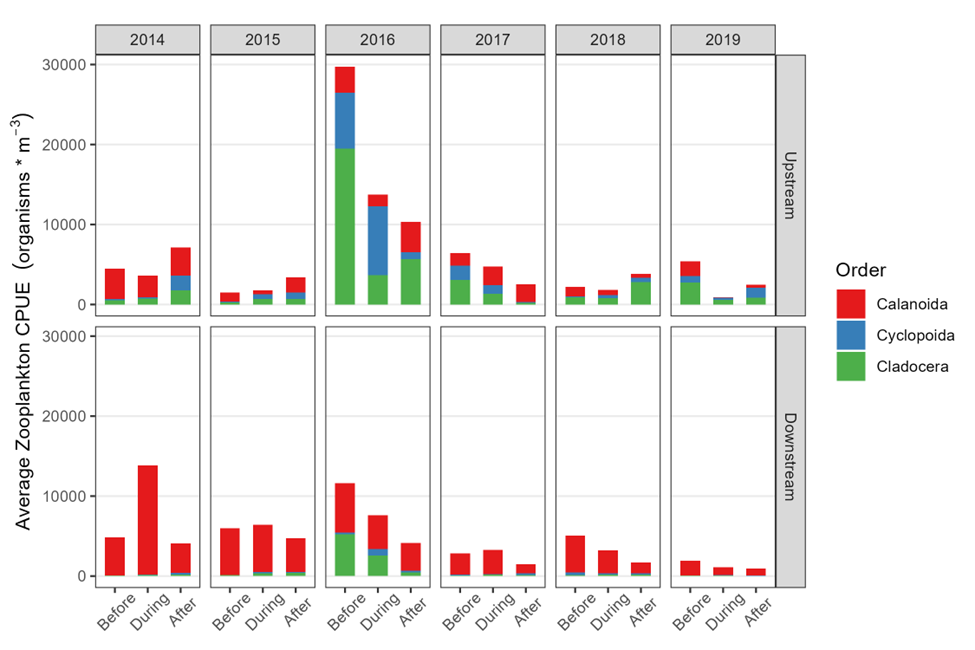 2014 2015 2016 2017 2018 2019
30000
20000
10000
0
Upstream
30000
20000
10000
0
Downstream
Average Zooplankton CPUE (organisms * m⁻³)
Before During After Before During After Before During After Before During After Before During After Before During After
Order
Calanoida
Cyclopoida
Cladocera